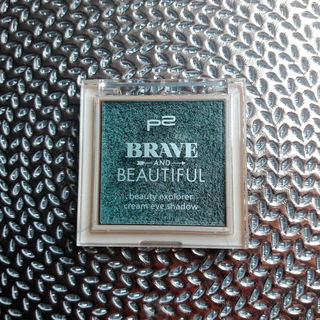 p2
BRAVE
AND
BEAUTIFUL
beauty explorer
cream eye shadow